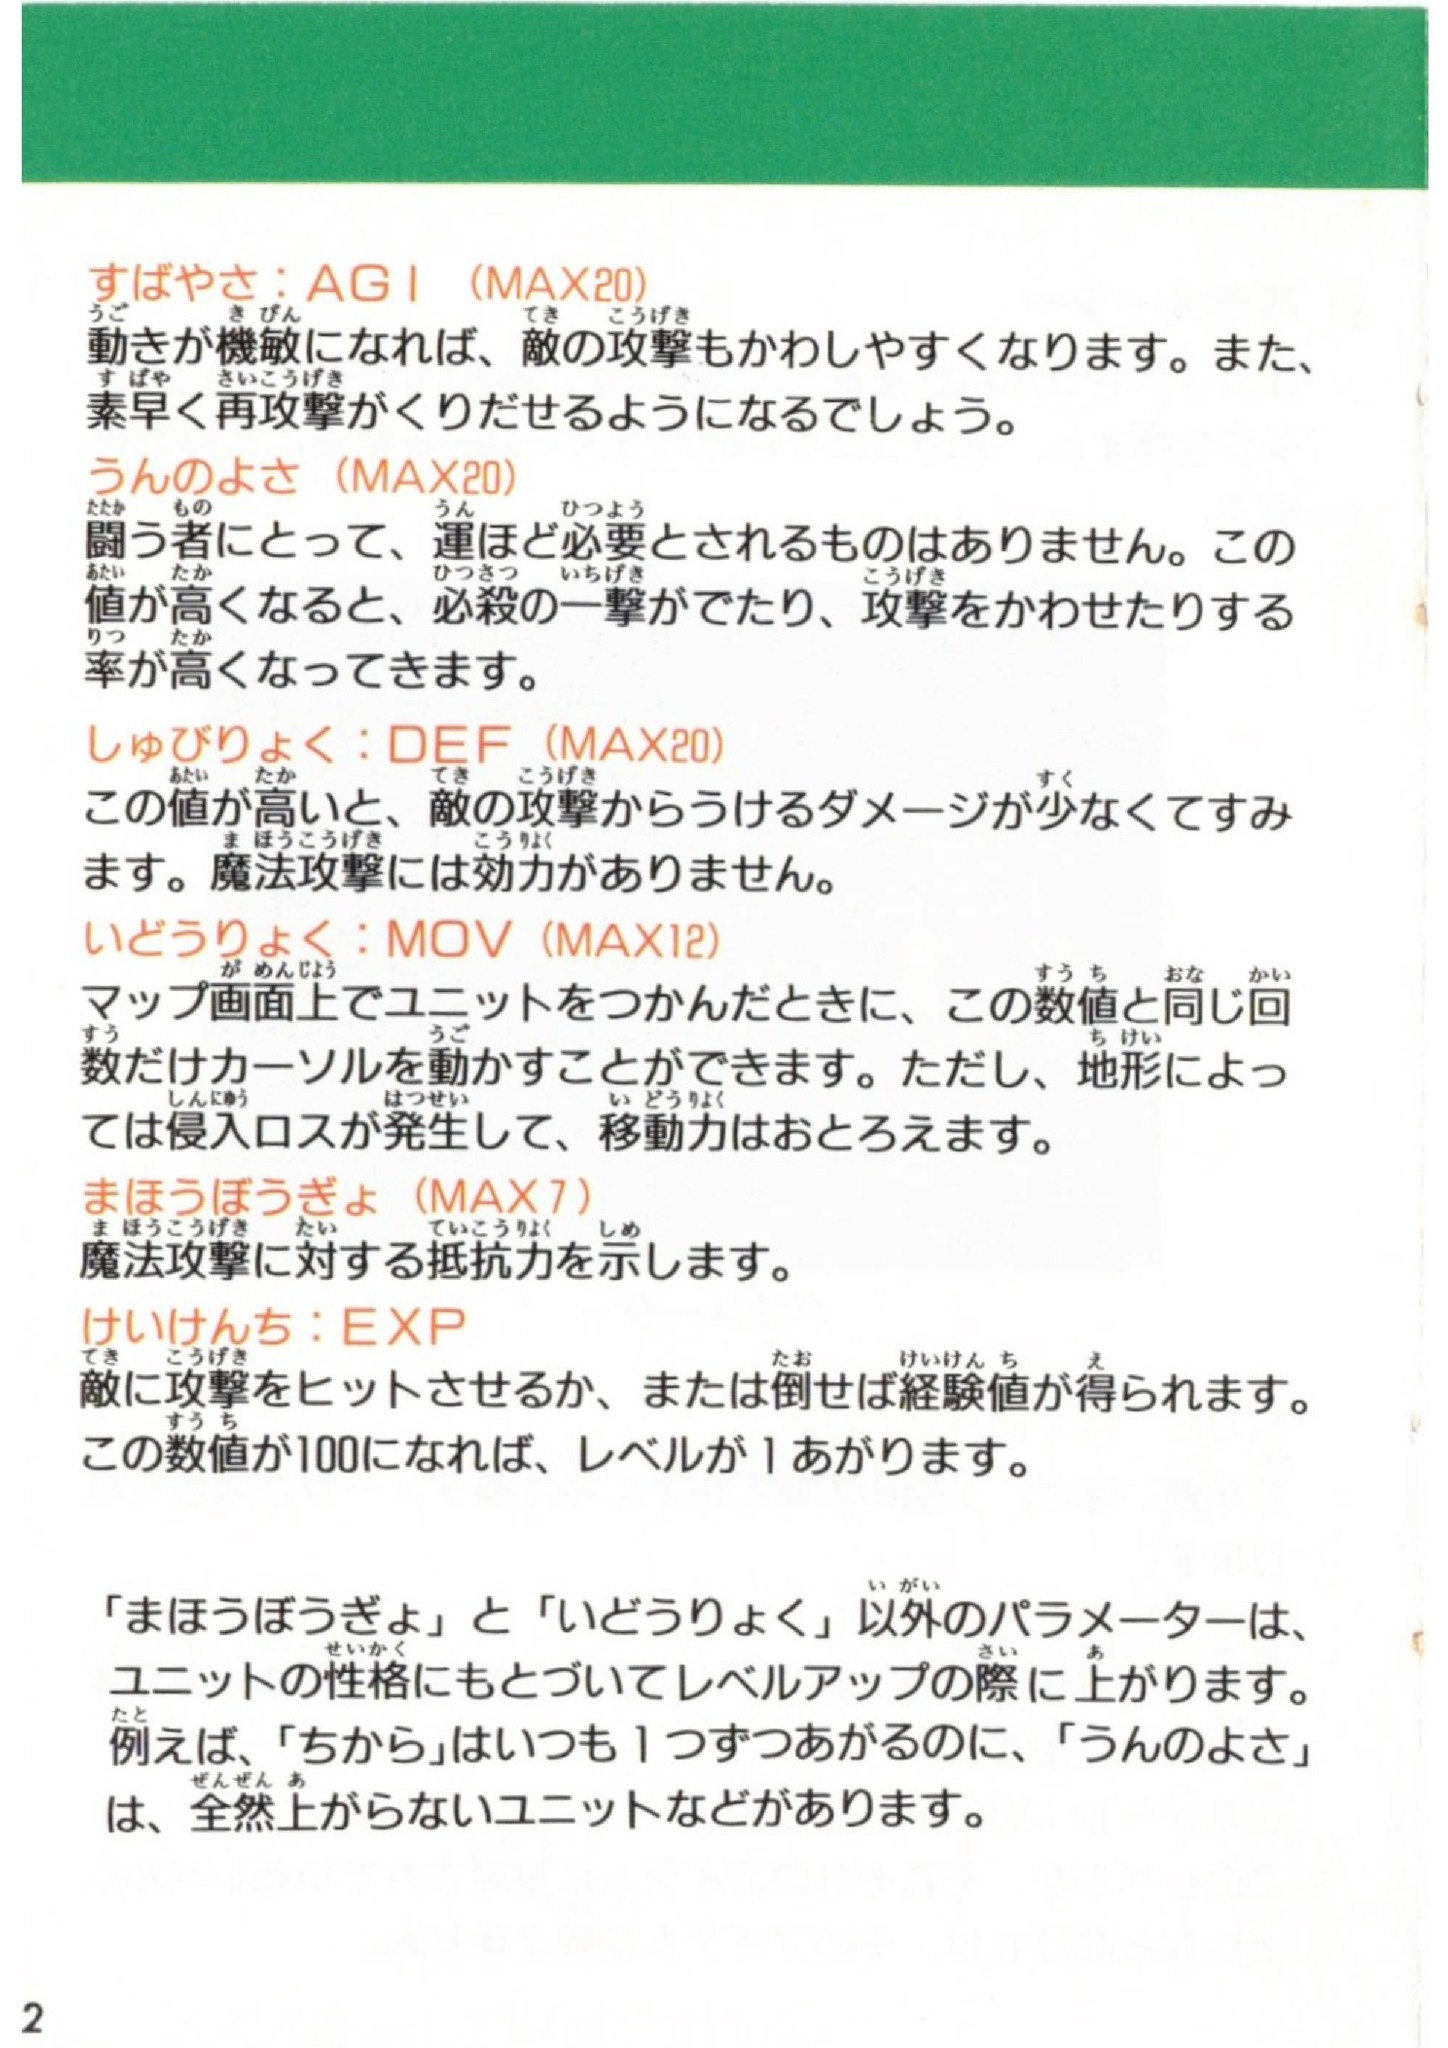 すばやさ：AGI（MAX20）
動きが機敏になれば、敵の攻撃もかわしやすくなります。また、
素早く再攻撃がくりだせるようになるでしょう。
うんのよさ（MAX20）
闘う者にとって、運ほど必要とされるものはありません。この
値が高くなると、必殺の一撃がでたり、攻撃をかわせたりする
率が高くなってきます。
しゅびりょく：DEF（MAX20）
この値が高いと、敵の攻撃からうけるダメージが少なくてすみ
ます。魔法攻撃には効力がありません。
いどうりょく：MOV（MAX12）
マップ画面上でユニットをつかんだときに、この数値と同じ回
数だけカーソルを動かすことができます。ただし、地形によっ
ては侵入ロスが発生して、移動力はおとろえます。
まほうぼうぎょ（MAX7）
魔法攻撃に対する抵抗力を示します。
けいけんち：EXP
敵に攻撃をヒットさせるか、または倒せば経験値が得られます。
この数値が100になれば、レベルが1あがります。
「まほうぼうぎょ」と「いどうりょく」以外のパラメーターは、
ユニットの性格にもとづいてレベルアップの際に上がります。
例えば、「ちから」はいつも1つずつあがるのに、「うんのよさ」
は、全然上がらないユニットなどがあります。
2